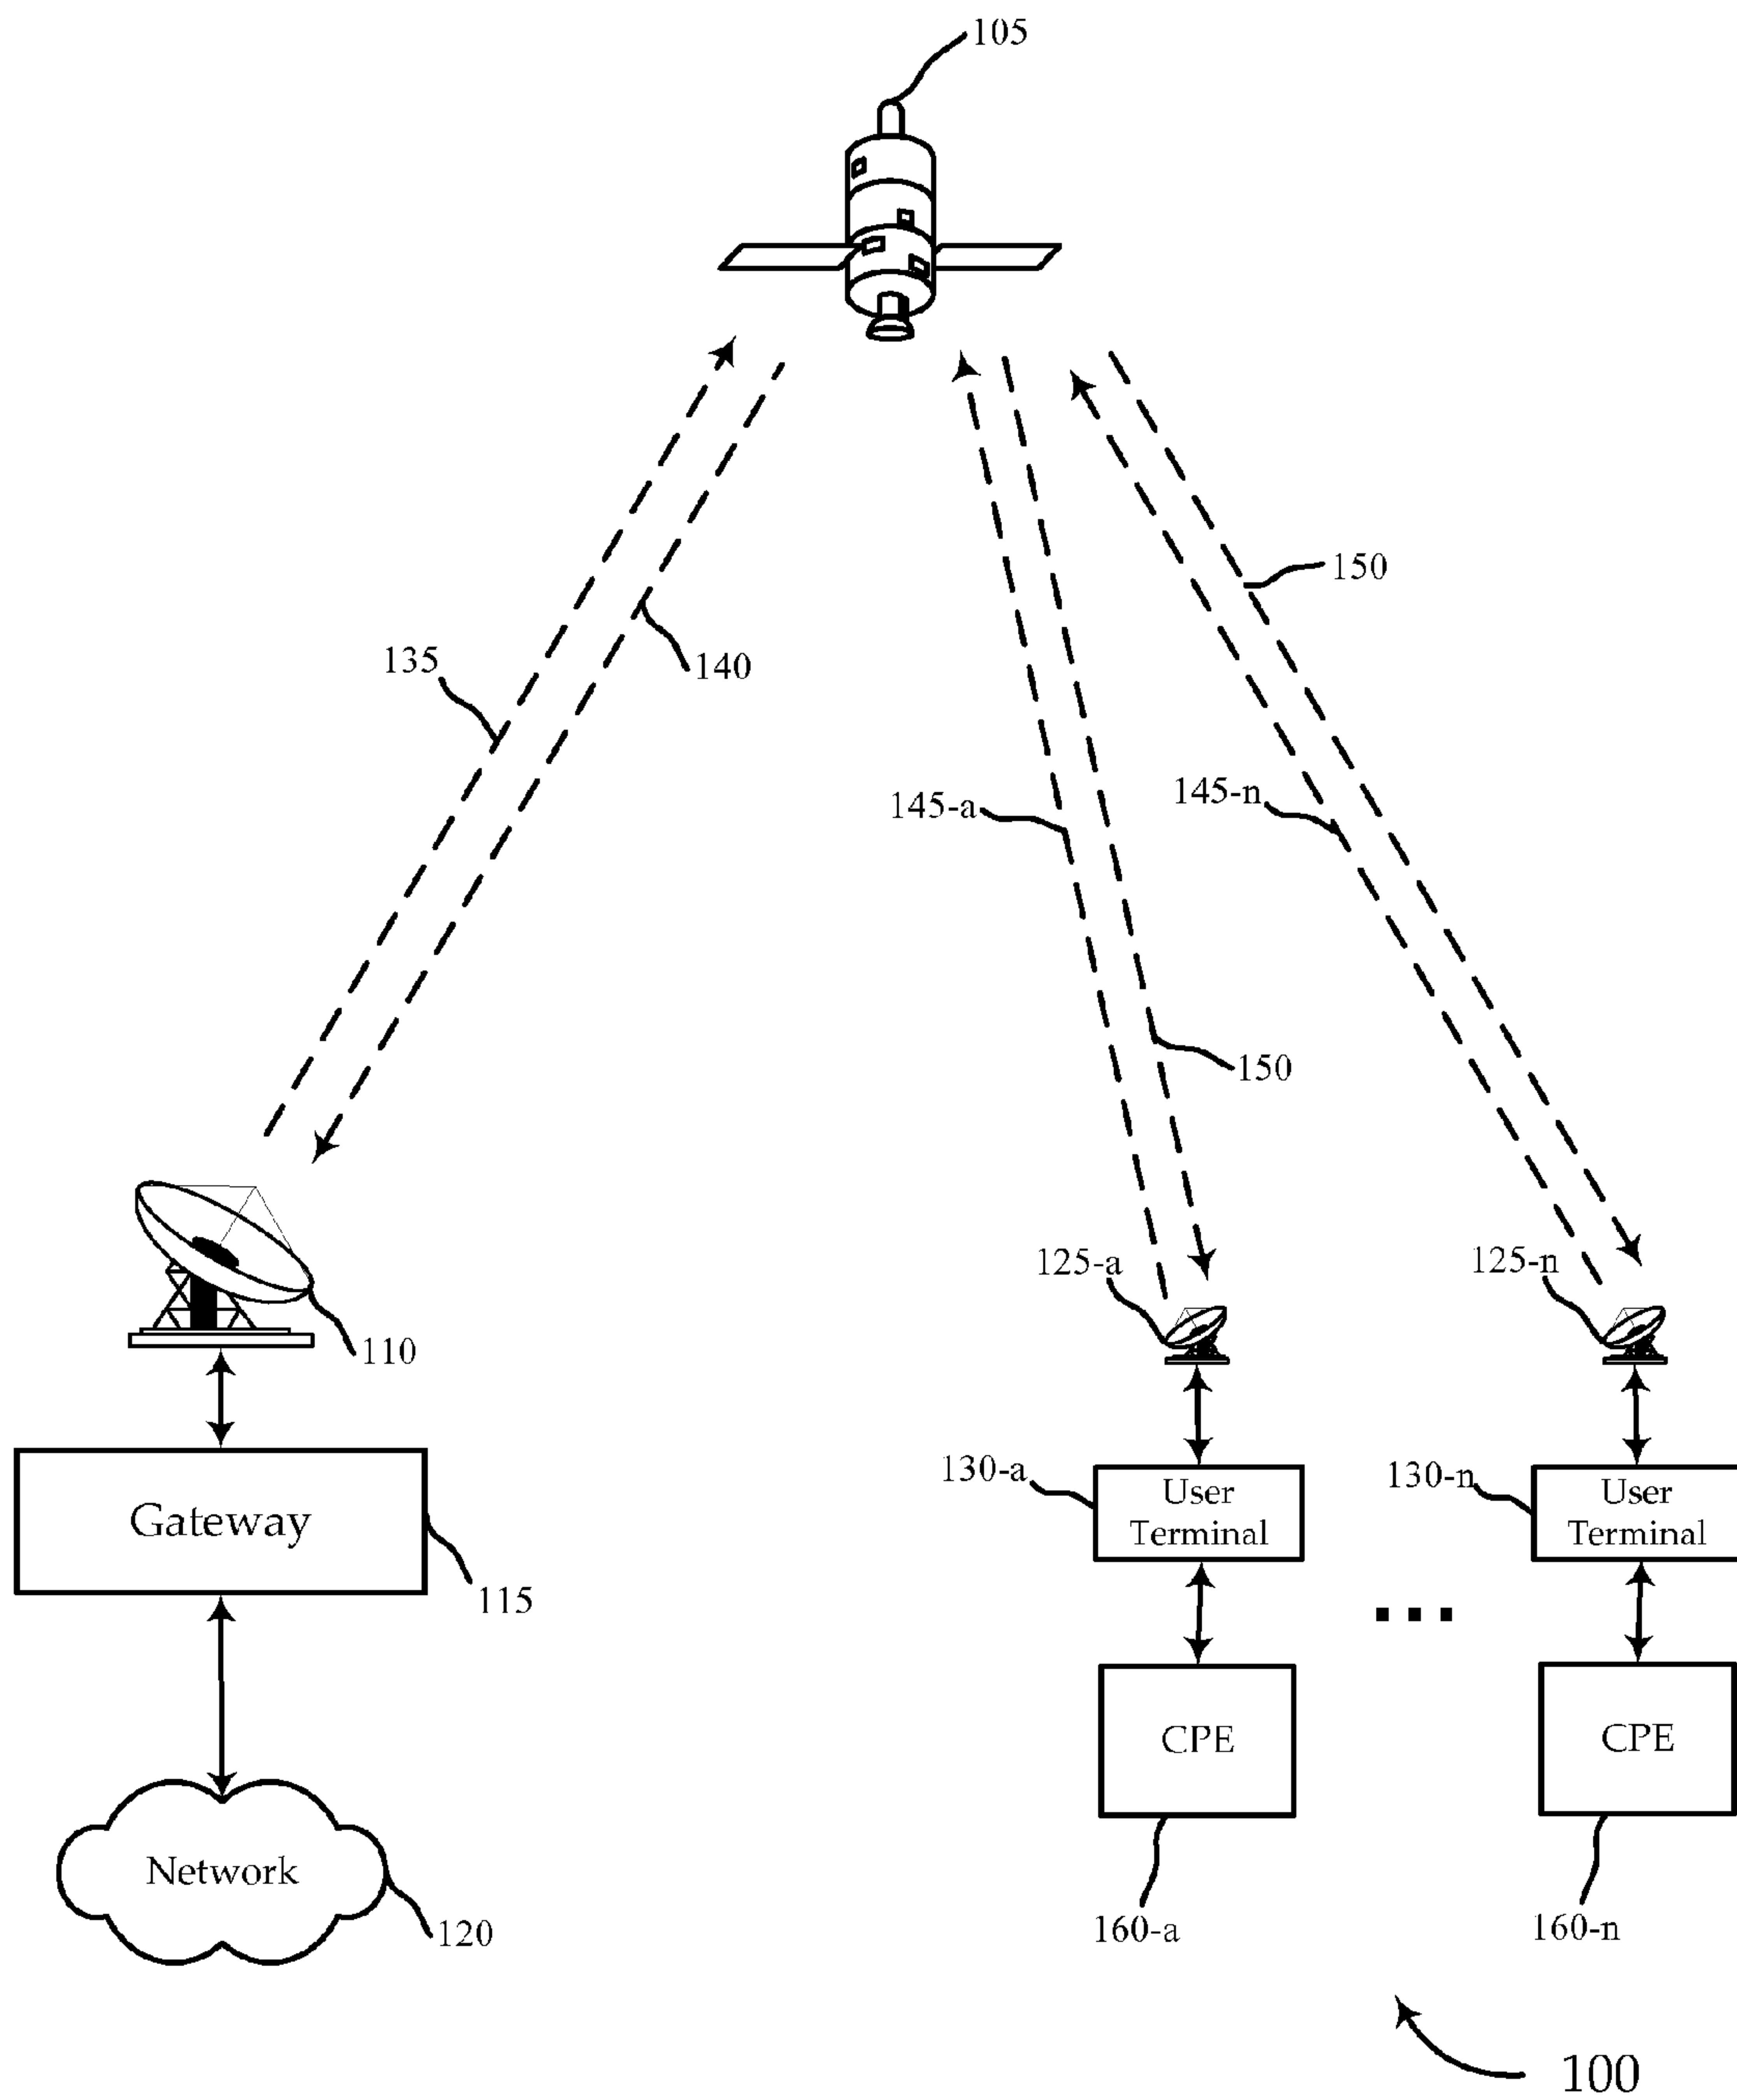 105
150
135
140
145-a
145-n
150
125-a
125-n
110
130-a
User
Terminal
130-n
User
Terminal
Gateway
115
CPE
CPE
Network
120
160-a
160-n
100